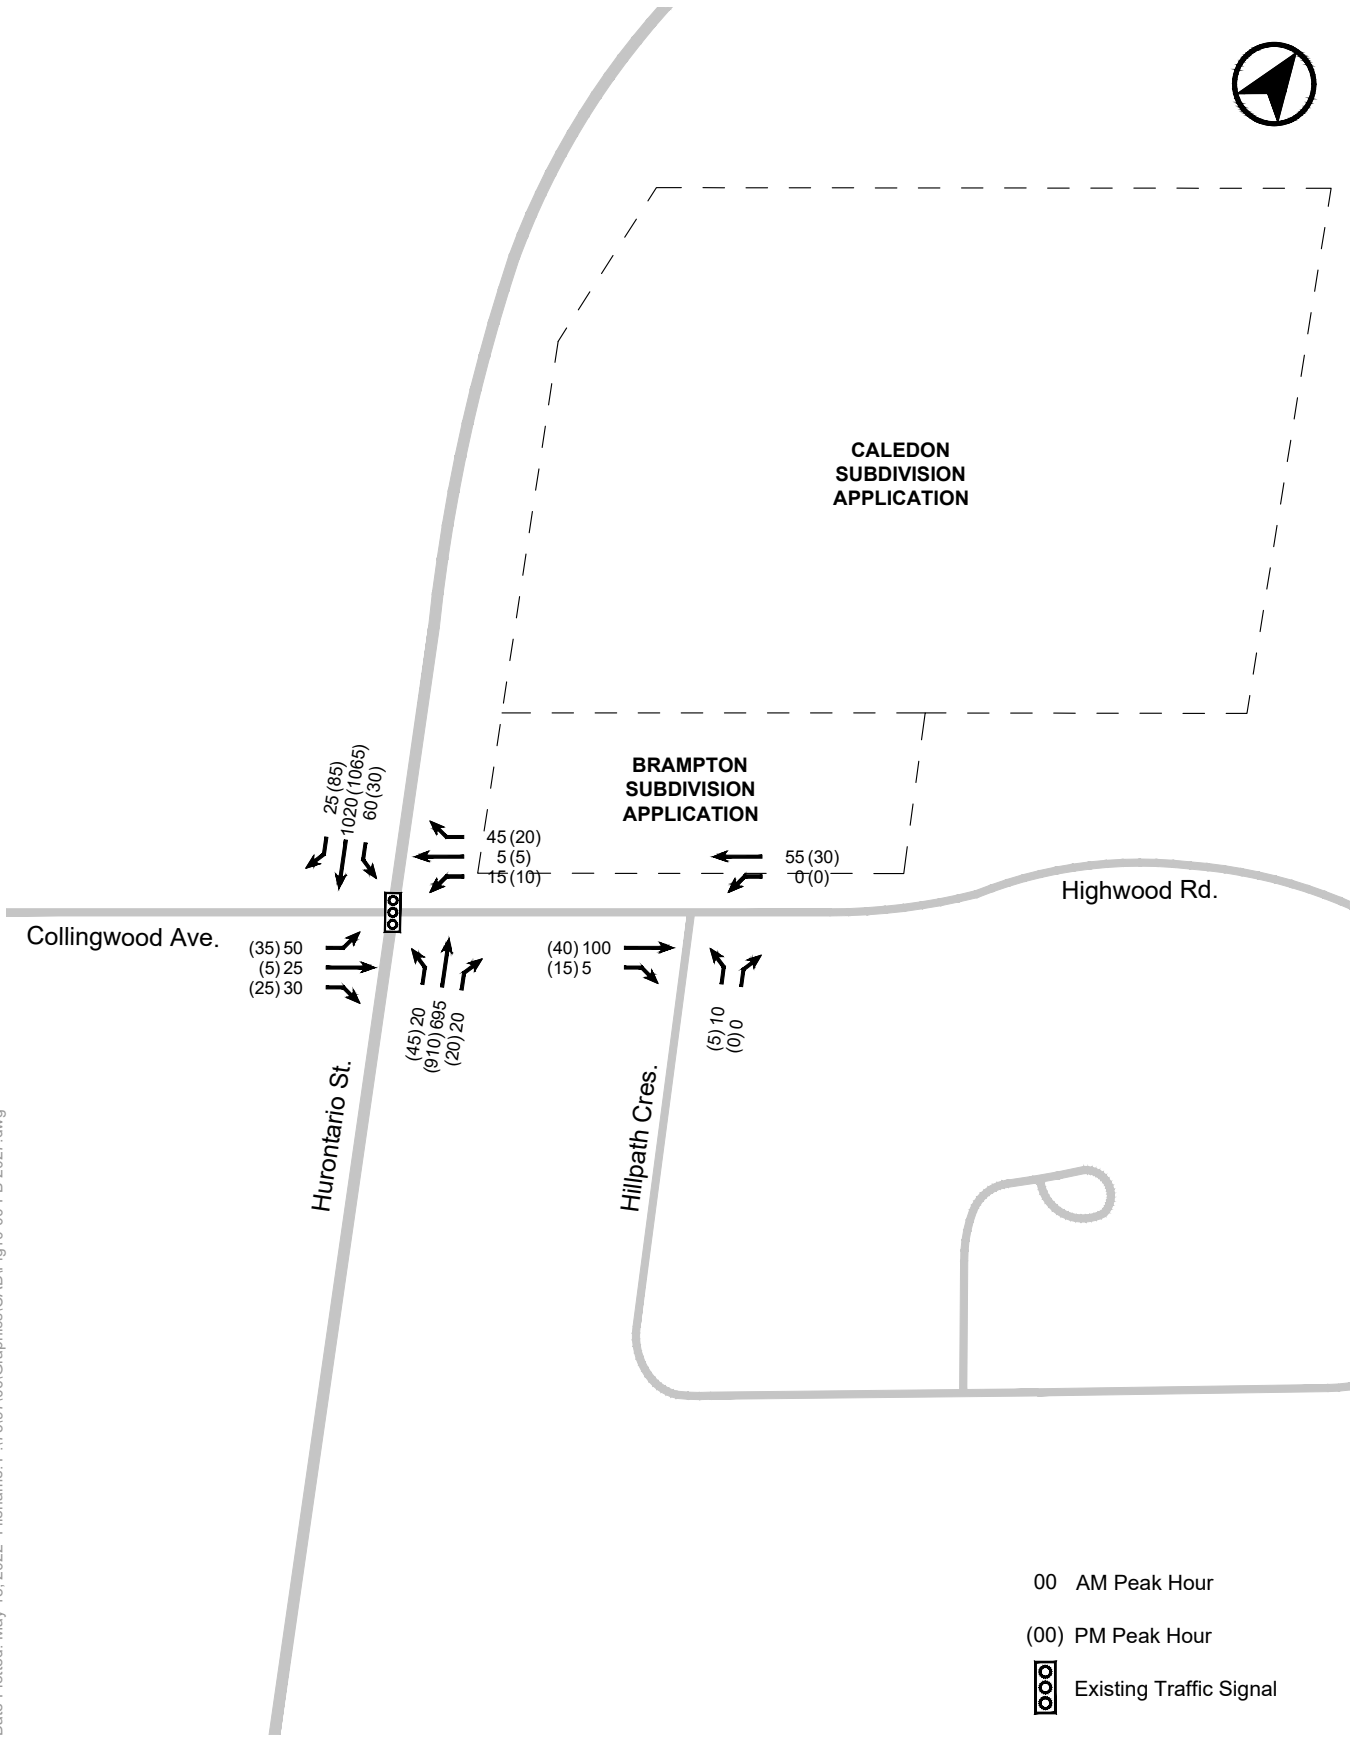 CALEDON
SUBDIVISION
APPLICATION
BRAMPTON
SUBDIVISION
APPLICATION
25 (85)
1020 (1065)
60 (30)
45 (20)
5 (5)
15 (10)
55 (30)
0 (0)
Highwood Rd.
Collingwood Ave.
(35) 50
(5) 25
(25) 30
(40) 100
(15) 5
(45) 20
(910) 695
(20) 20
(5) 10
(0) 0
Hurontario St.
Hillpath Cres.
00 AM Peak Hour
(00) PM Peak Hour
Existing Traffic Signal